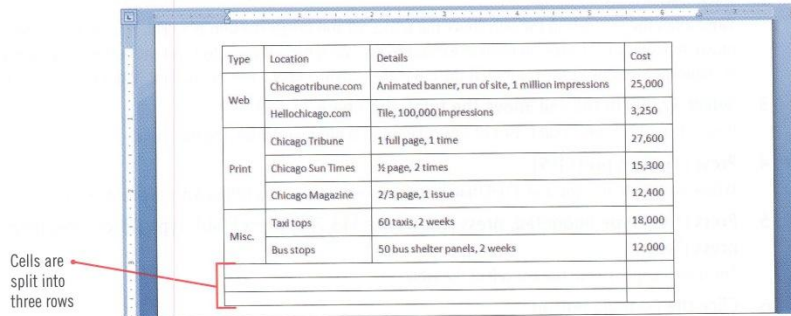 Type Location Details Cost
Web Chicagotribune.com Animated banner, run of site, 1 million impressions 25,000
Hellochicago.com Tile, 100,000 impressions 3,250
Print Chicago Tribune 1 full page, 1 time 27,600
Chicago Sun Times ½ page, 2 times 15,300
Chicago Magazine 2/3 page, 1 issue 12,400
Misc. Taxi tops 60 taxis, 2 weeks 18,000
Bus stops 50 bus shelter panels, 2 weeks 12,000
Cells are
split into
three rows